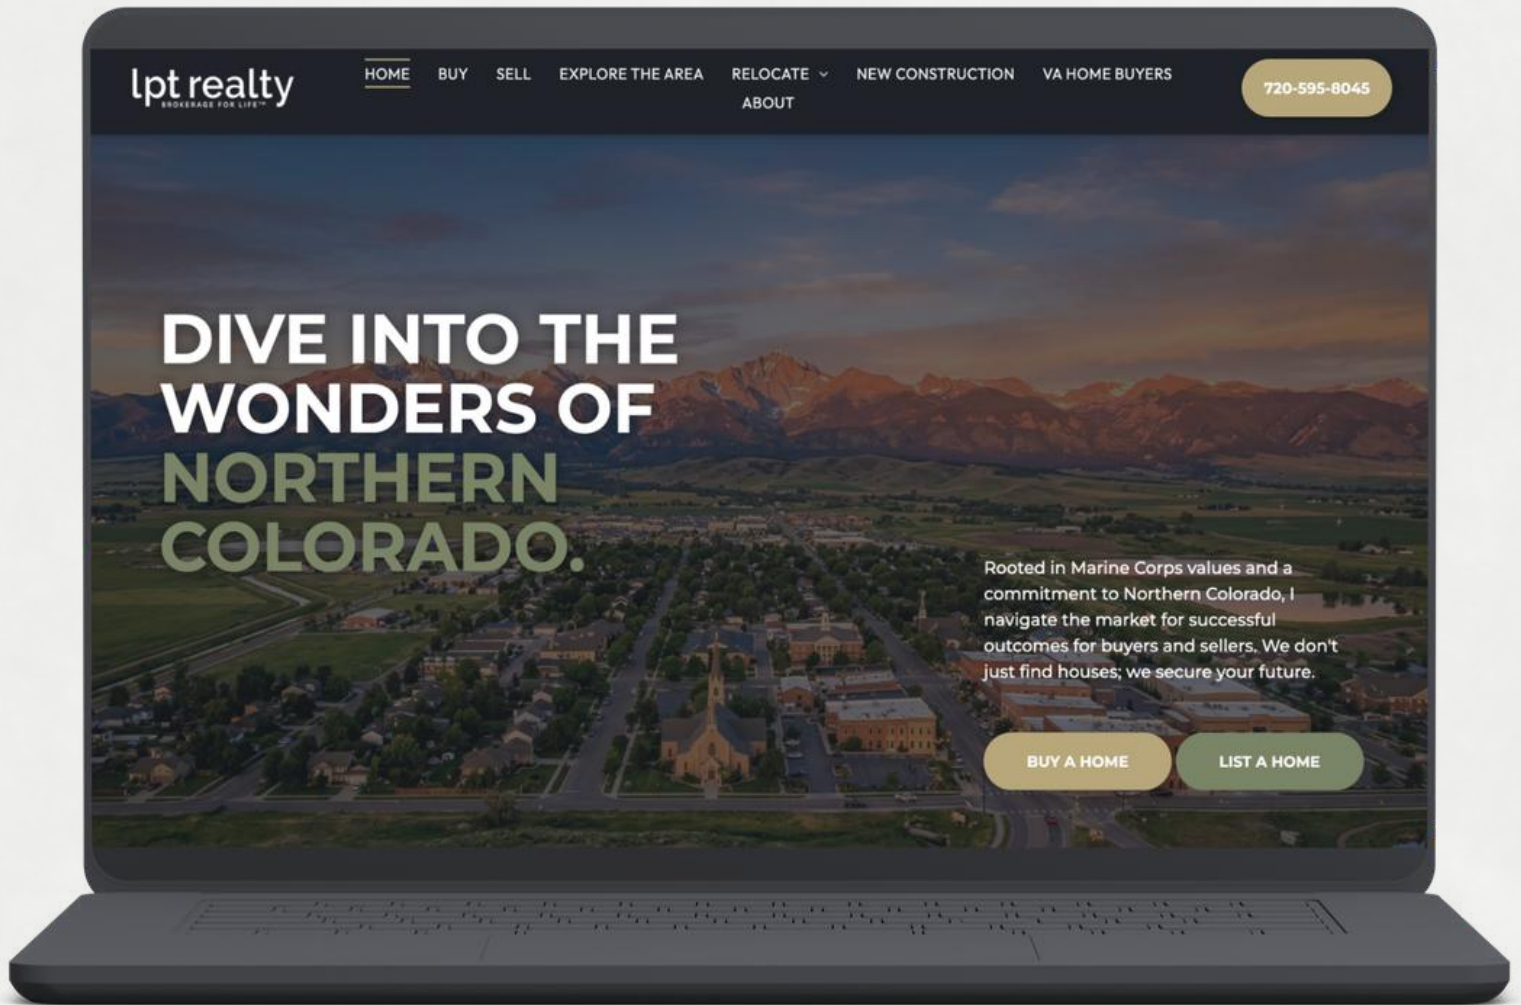 lpt realty
BROKERAGE FOR LIFE™
HOME BUY SELL EXPLORE THE AREA RELOCATE NEW CONSTRUCTION VA HOME BUYERS
ABOUT
720-595-8045
DIVE INTO THE
WONDERS OF
NORTHERN
COLORADO.
Rooted in Marine Corps values and a
commitment to Northern Colorado, I
navigate the market for successful
outcomes for buyers and sellers. We don't
just find houses; we secure your future.
BUY A HOME
LIST A HOME